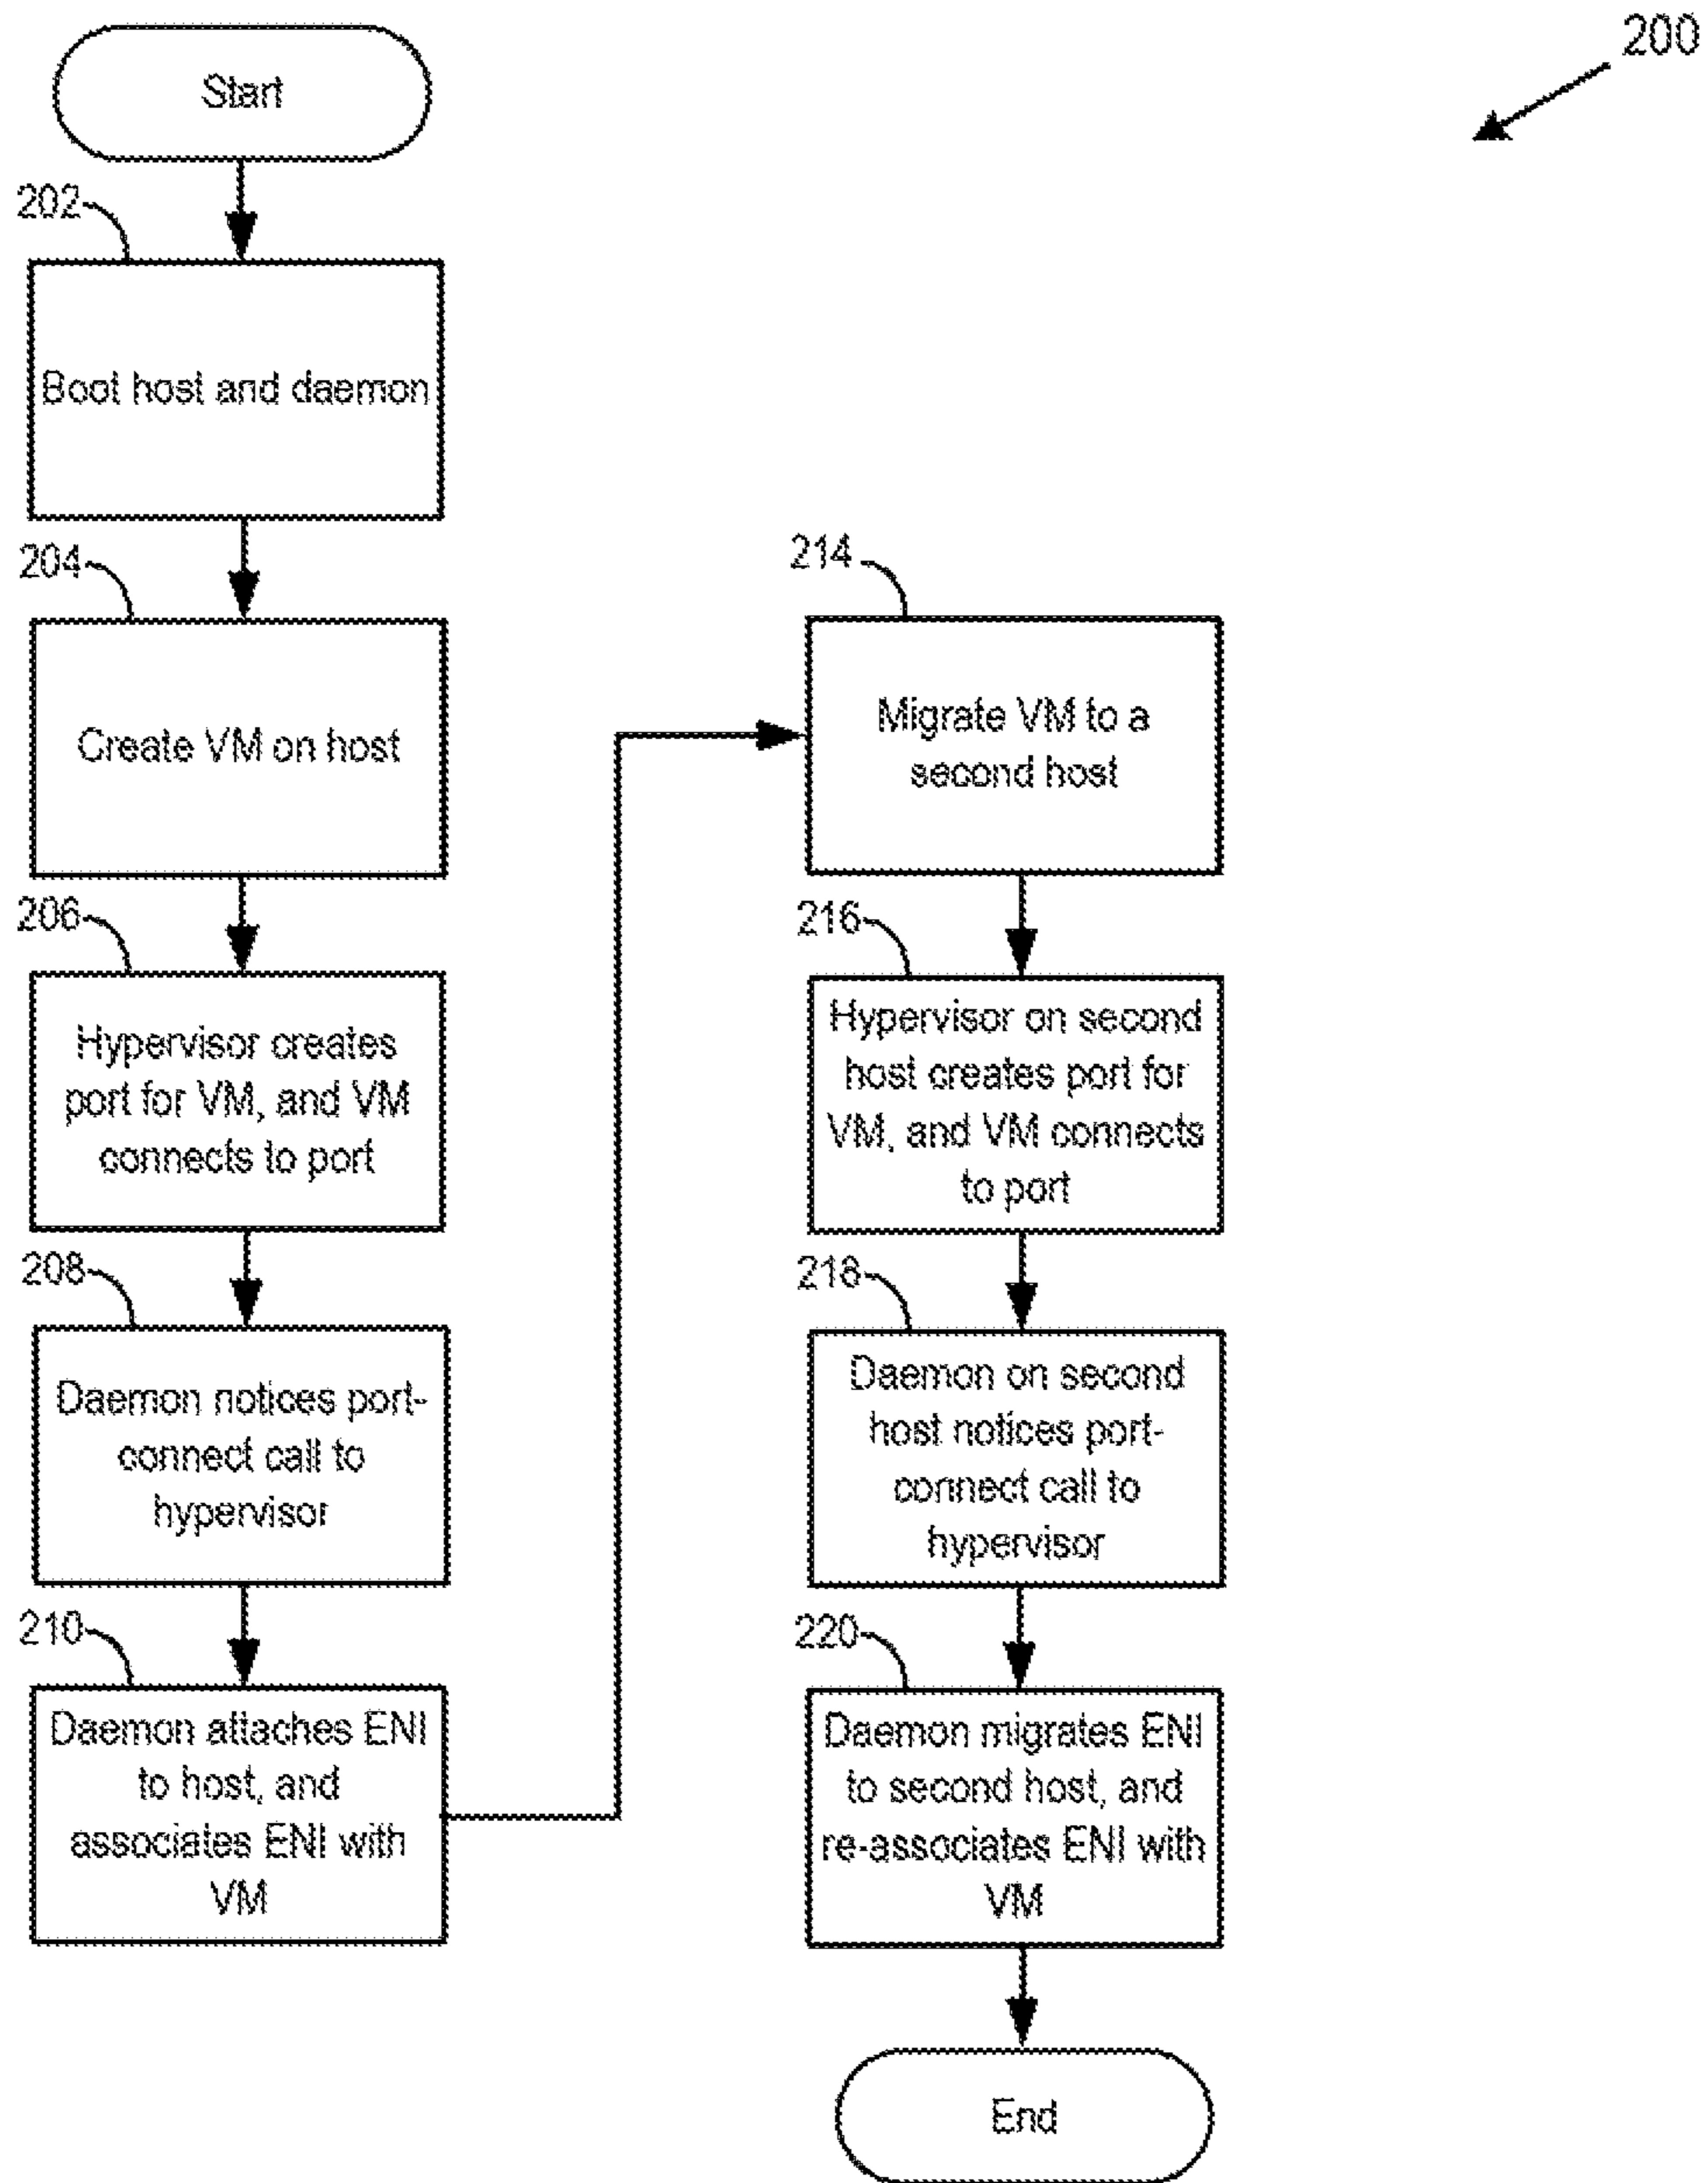 200
Start
202
Boot host and daemon
204
Create VM on host
206
Hypervisor creates
port for VM, and VM
connects to port
208
Daemon notices port-
connect call to
hypervisor
210
Daemon attaches ENI
to host, and
associates ENI with
VM
214
Migrate VM to a
second host
216
Hypervisor on second
host creates port for
VM, and VM connects
to port
218
Daemon on second
host notices port-
connect call to
hypervisor
220
Daemon migrates ENI
to second host, and
re-associates ENI with
VM
End